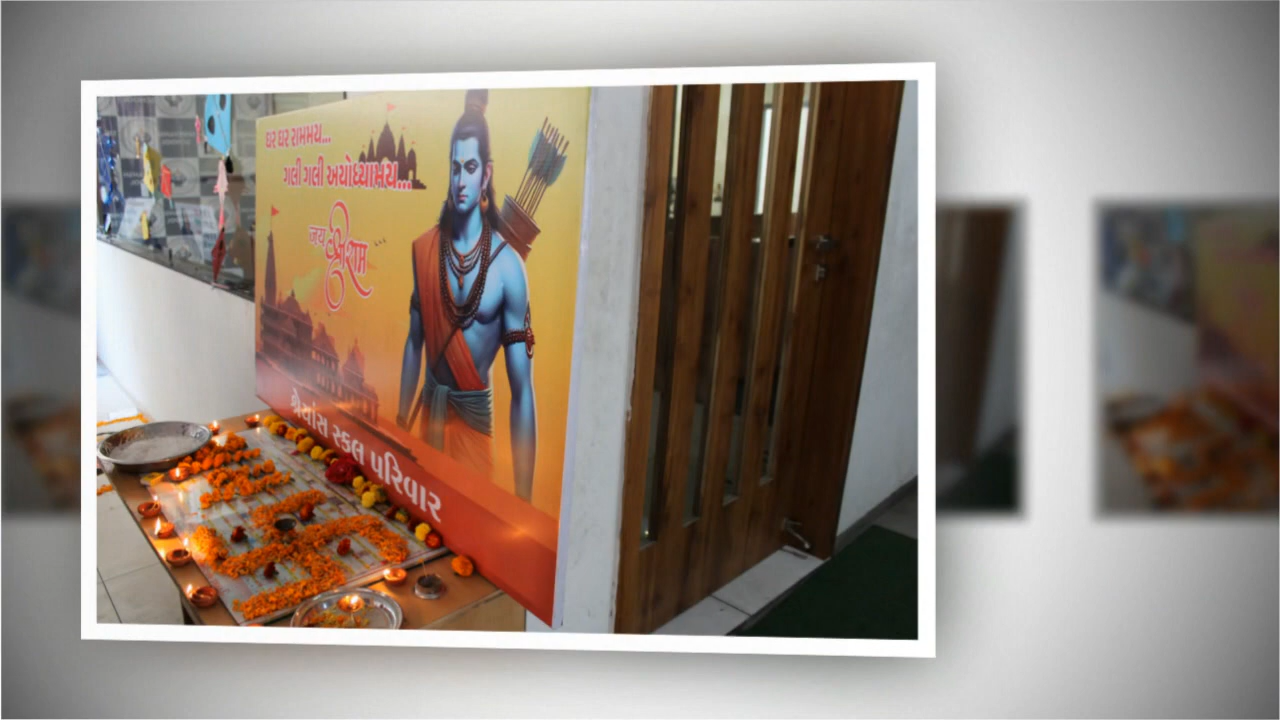 ઘર ઘર રામમય...
ગલી ગલી અયોધ્યામય...
જય શ્રીરામ
શ્રેયાંસ સ્કૂલ પરિવાર